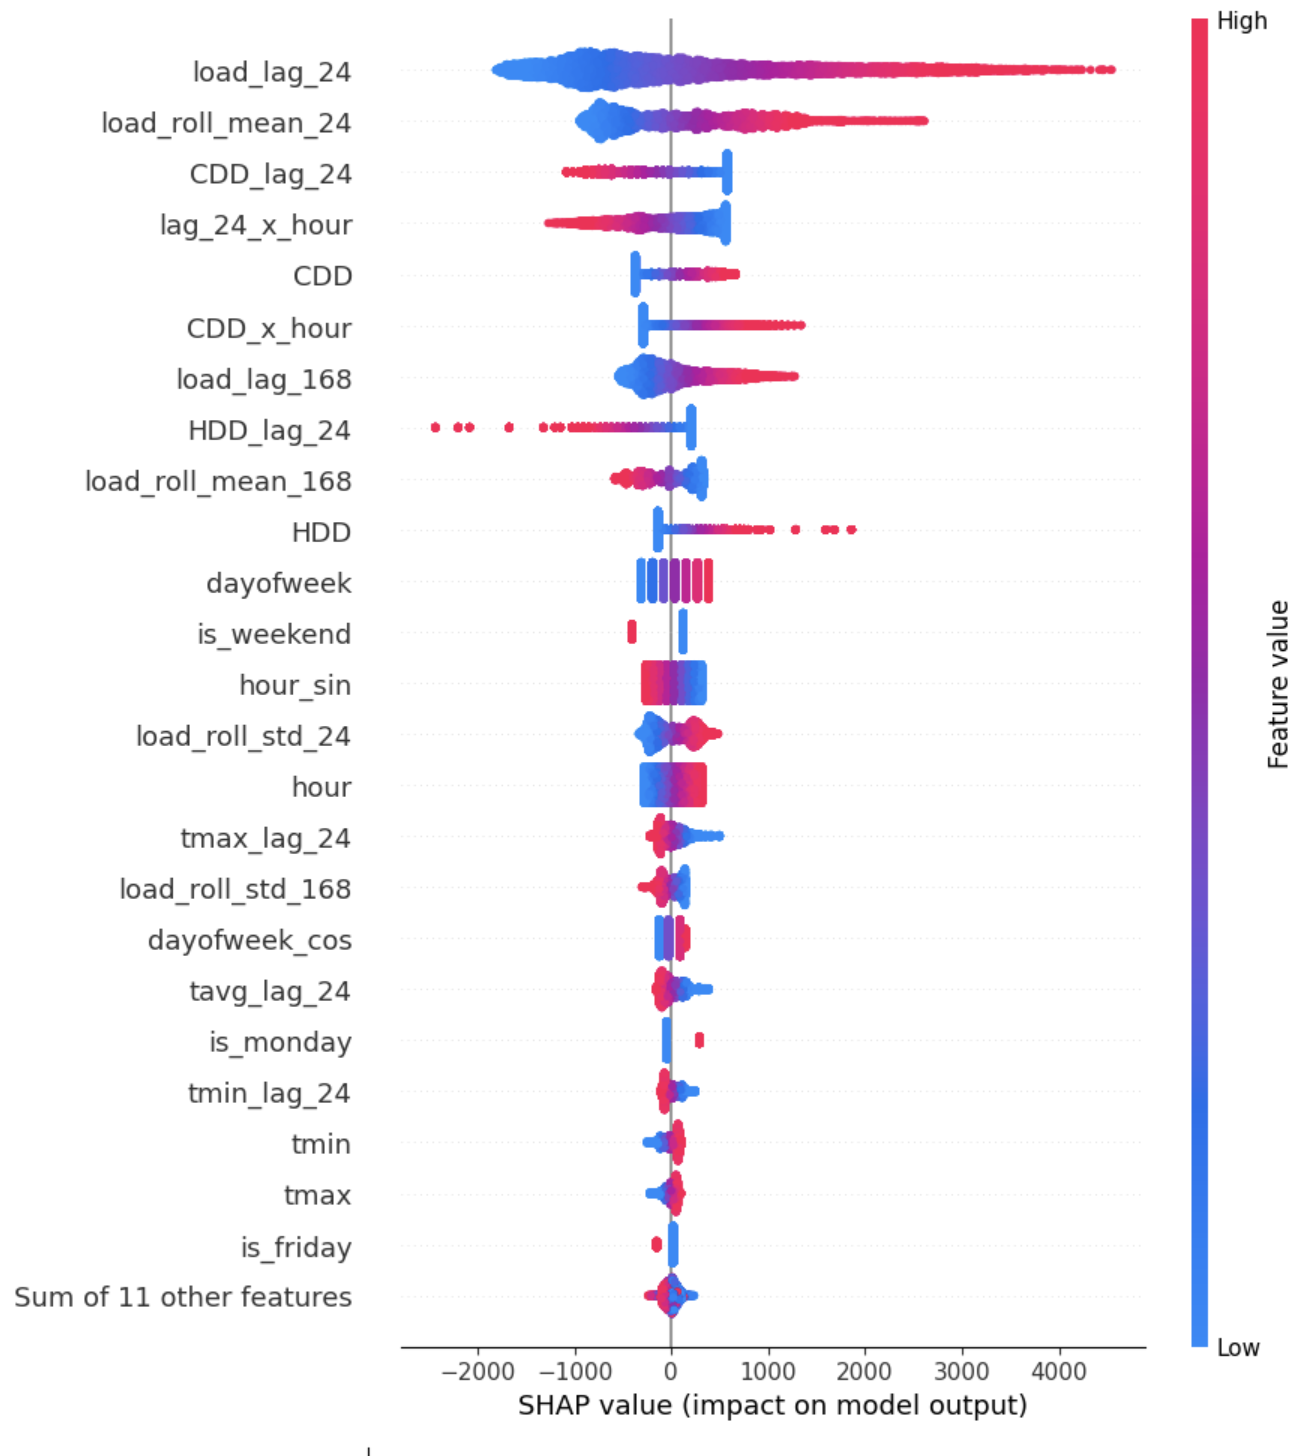 High
load_lag_24
load_roll_mean_24
CDD_lag_24
lag_24_x_hour
CDD
CDD_x_hour
load_lag_168
HDD_lag_24
load_roll_mean_168
HDD
dayofweek
is_weekend
hour_sin
load_roll_std_24
hour
tmax_lag_24
load_roll_std_168
dayofweek_cos
tavg_lag_24
is_monday
tmin_lag_24
tmin
tmax
is_friday
Sum of 11 other features
Feature value
Low
−2000 −1000 0 1000 2000 3000 4000
SHAP value (impact on model output)